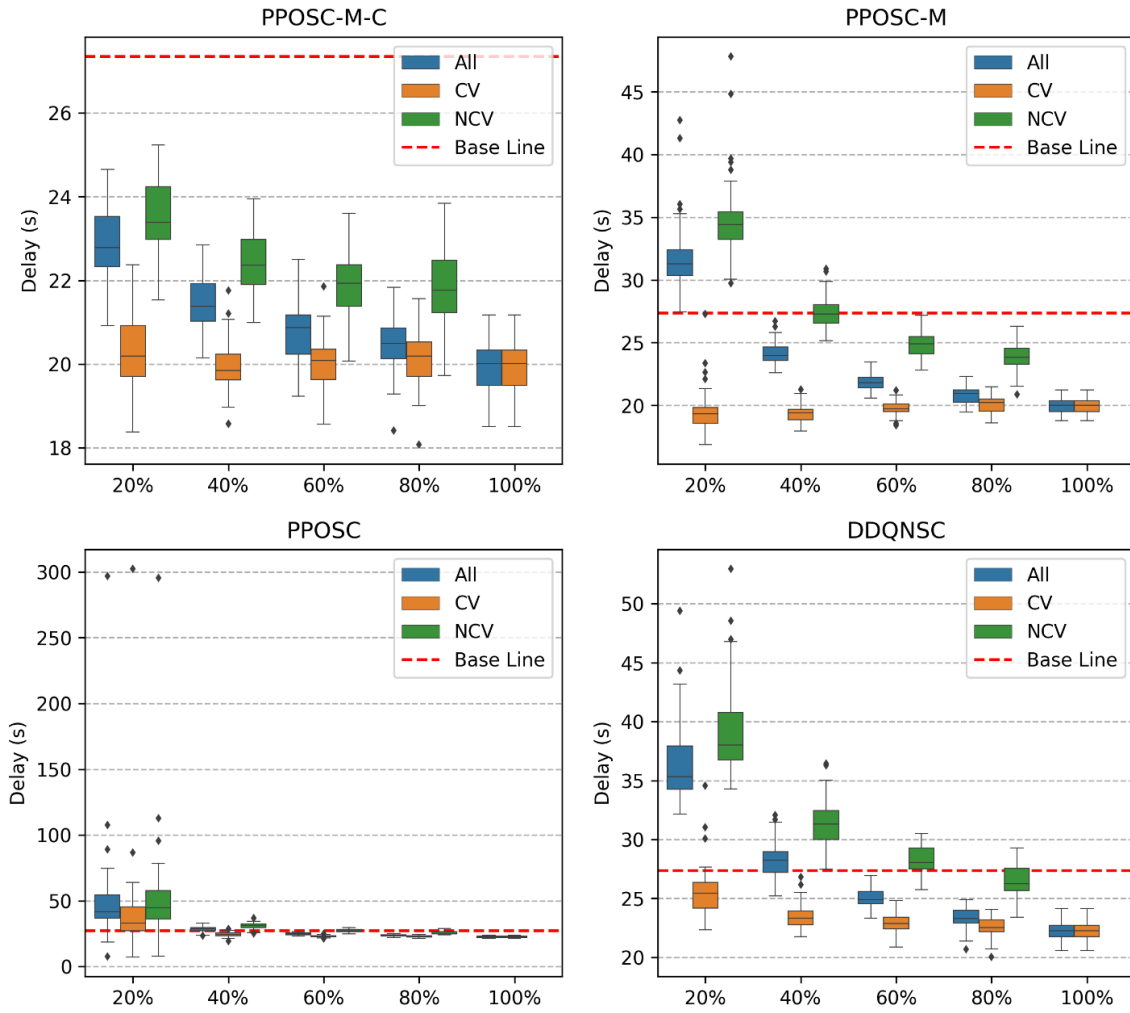 PPOSC-M-C
Delay (s)
26
24
22
20
18
All
CV
NCV
Base Line
20%
40%
60%
80%
100%
PPOSC-M
Delay (s)
45
40
35
30
25
20
All
CV
NCV
Base Line
20%
40%
60%
80%
100%
PPOSC
Delay (s)
300
250
200
150
100
50
0
All
CV
NCV
Base Line
20%
40%
60%
80%
100%
DDQNSC
Delay (s)
50
45
40
35
30
25
20
All
CV
NCV
Base Line
20%
40%
60%
80%
100%